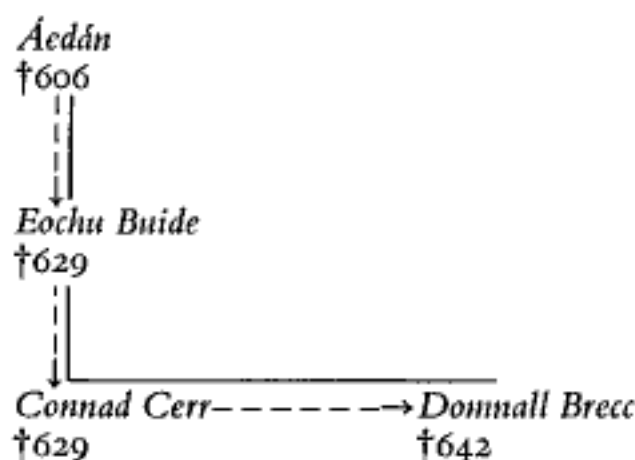 Áedán
†606
Eochu Buide
†629
Connad Cerr Domnall Brecc
†629 †642